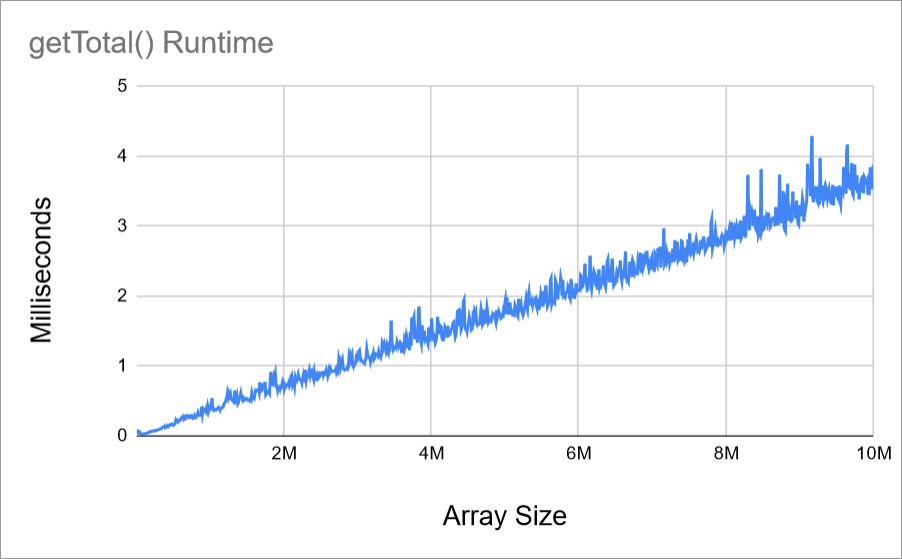 getTotal() Runtime
5
4
3
2
1
0
Milliseconds
2M
4M
6M
8M
10M
Array Size